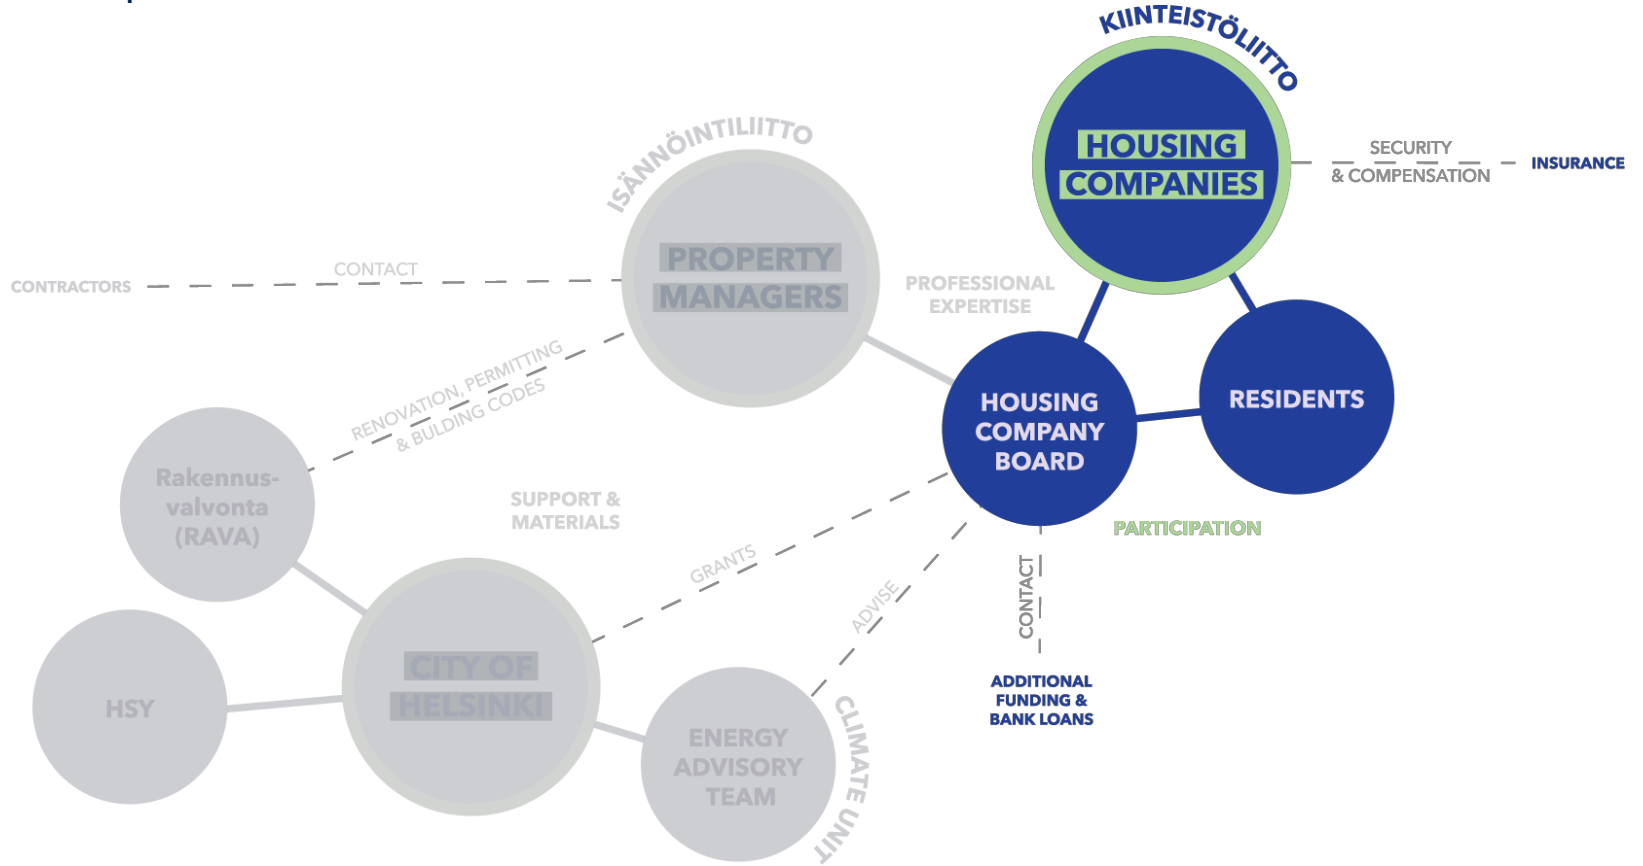 KIINTEISTÖLIITTO
HOUSING
COMPANIES
SECURITY
& COMPENSATION
INSURANCE
ISÄNNÖINTILIITTO
PROPERTY
MANAGERS
CONTACT
CONTRACTORS
PROFESSIONAL
EXPERTISE
RENOVATION, PERMITTING
& BULDING CODES
HOUSING
COMPANY
BOARD
RESIDENTS
Rakennus-
valvonta
(RAVA)
SUPPORT &
MATERIALS
PARTICIPATION
GRANTS
ADVISE
CONTACT
ADDITIONAL
FUNDING &
BANK LOANS
CITY OF
HELSINKI
HSY
ENERGY
ADVISORY
TEAM
CLIMATE UNIT